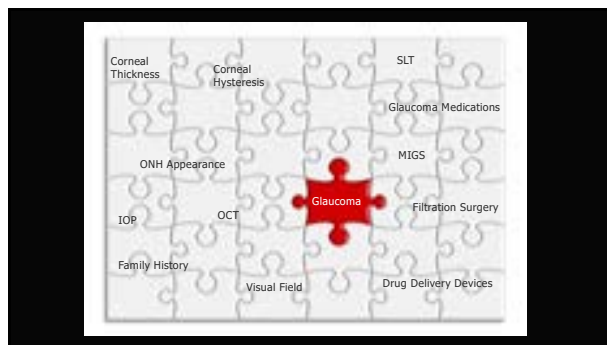 Corneal
Thickness
Corneal
Hysteresis
SLT
Glaucoma Medications
ONH Appearance
MIGS
Glaucoma
IOP
OCT
Filtration Surgery
Family History
Visual Field
Drug Delivery Devices